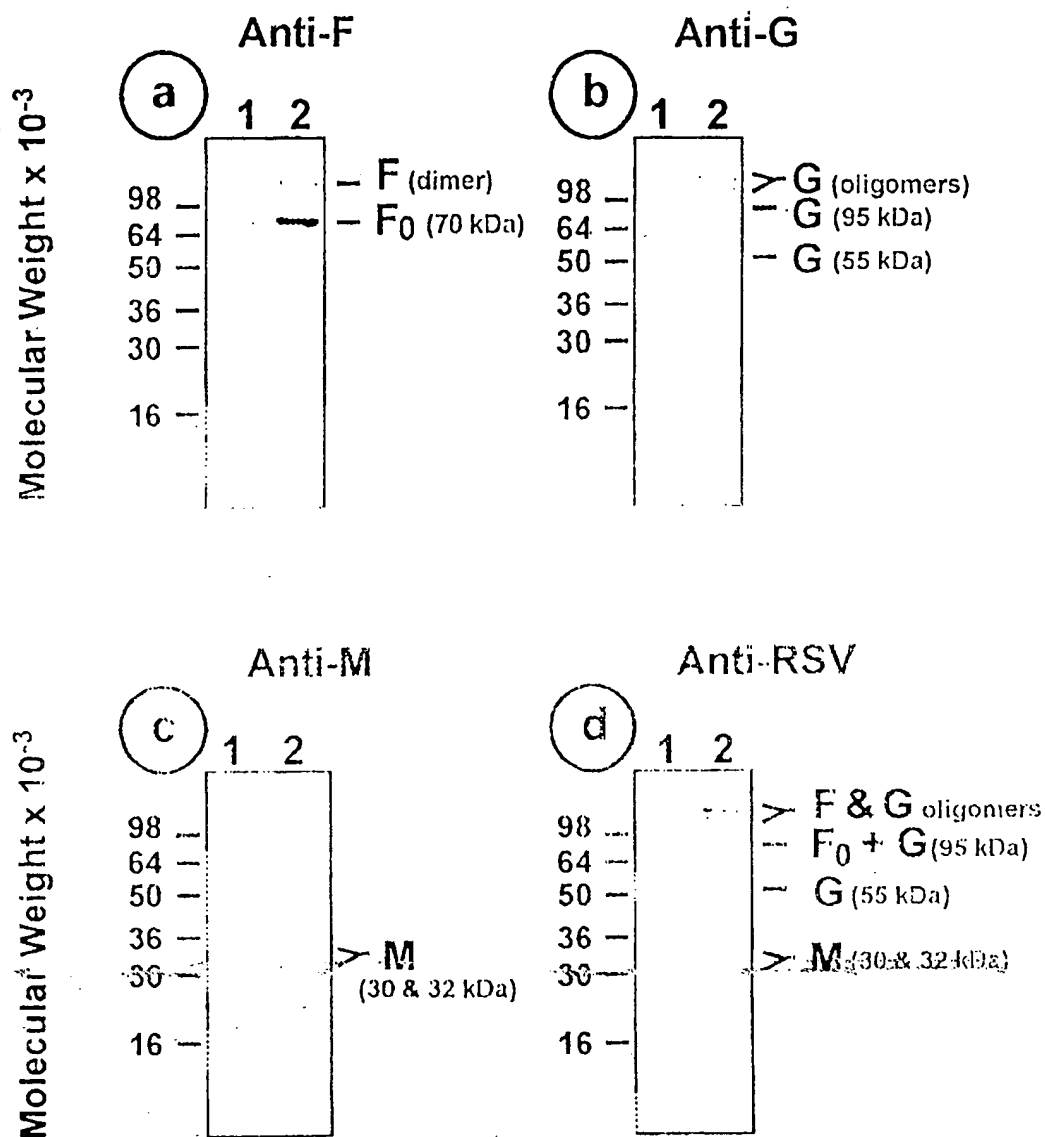 Anti-F
a
1 2
Molecular Weight x 10-3
98
64
50
36
30
16
F (dimer)
F0 (70 kDa)
Anti-G
b
1 2
98
64
50
36
30
16
G (oligomers)
G (95 kDa)
G (55 kDa)
Anti-M
c
1 2
Molecular Weight x 10-3
98
64
50
36
30
16
M
(30 & 32 kDa)
Anti-RSV
d
1 2
98
64
50
36
30
16
F & G oligomers
F0 + G (95 kDa)
G (55 kDa)
M (30 & 32 kDa)